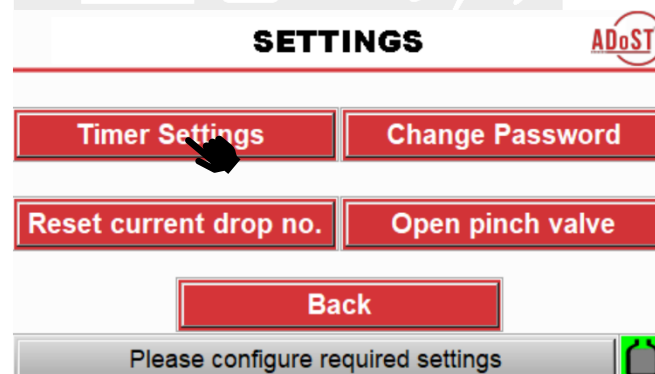 SETTINGS
ADoST
Timer Settings
Change Password
Reset current drop no.
Open pinch valve
Back
Please configure required settings